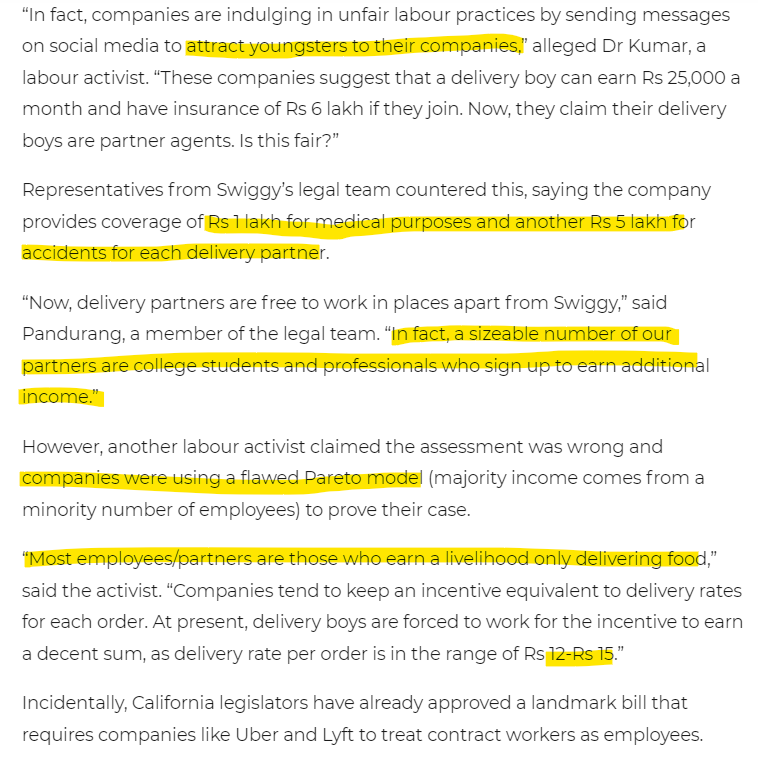 “In fact, companies are indulging in unfair labour practices by sending messages
on social media to attract youngsters to their companies,” alleged Dr Kumar, a
labour activist. “These companies suggest that a delivery boy can earn Rs 25,000 a
month and have insurance of Rs 6 lakh if they join. Now, they claim their delivery
boys are partner agents. Is this fair?”
Representatives from Swiggy’s legal team countered this, saying the company
provides coverage of Rs 1 lakh for medical purposes and another Rs 5 lakh for
accidents for each delivery partner.
“Now, delivery partners are free to work in places apart from Swiggy,” said
Pandurang, a member of the legal team. “In fact, a sizeable number of our
partners are college students and professionals who sign up to earn additional
income.”
However, another labour activist claimed the assessment was wrong and
companies were using a flawed Pareto model (majority income comes from a
minority number of employees) to prove their case.
“Most employees/partners are those who earn a livelihood only delivering food,”
said the activist. “Companies tend to keep an incentive equivalent to delivery rates
for each order. At present, delivery boys are forced to work for the incentive to earn
a decent sum, as delivery rate per order is in the range of Rs 12-Rs 15.”
Incidentally, California legislators have already approved a landmark bill that
requires companies like Uber and Lyft to treat contract workers as employees.